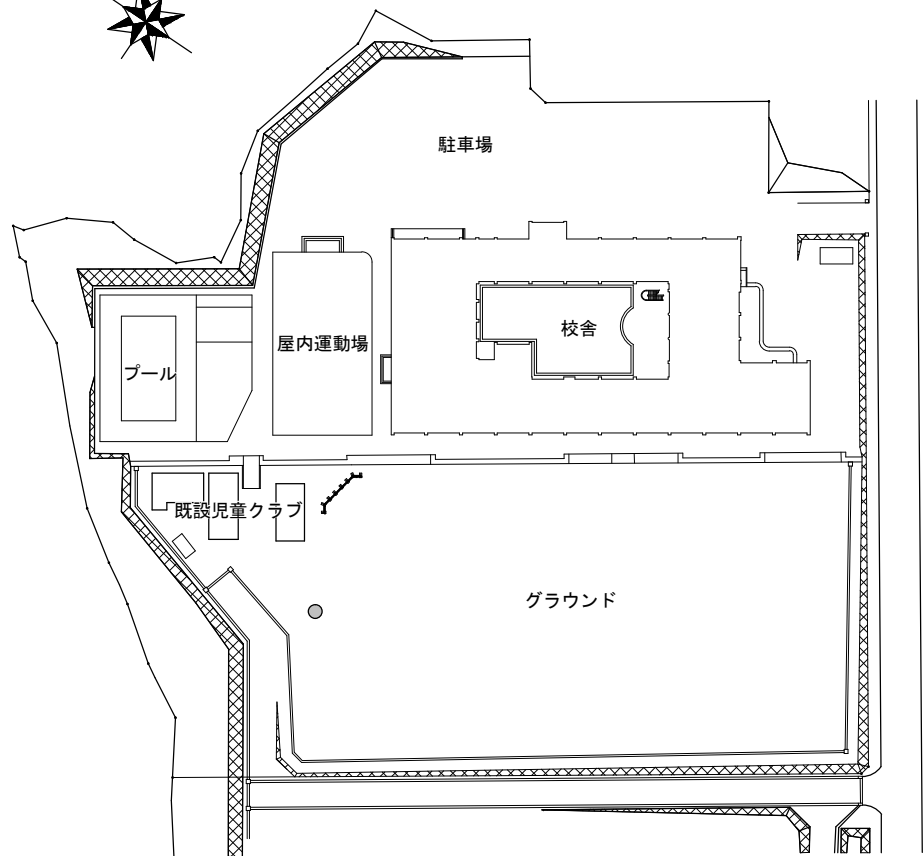 駐車場
校舎
屋内運動場
プール
既設児童クラブ
グラウンド